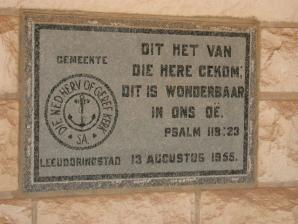 GEMEENTE
DIE NED. HERV. OF GEREF. KERK
SA.
LEEUDORINGSTAD
DIT HET VAN
DIE HERE GEKOM;
DIT IS WONDERBAAR
IN ONS OË.
PSALM 118:23
13 AUGUSTUS 1955.